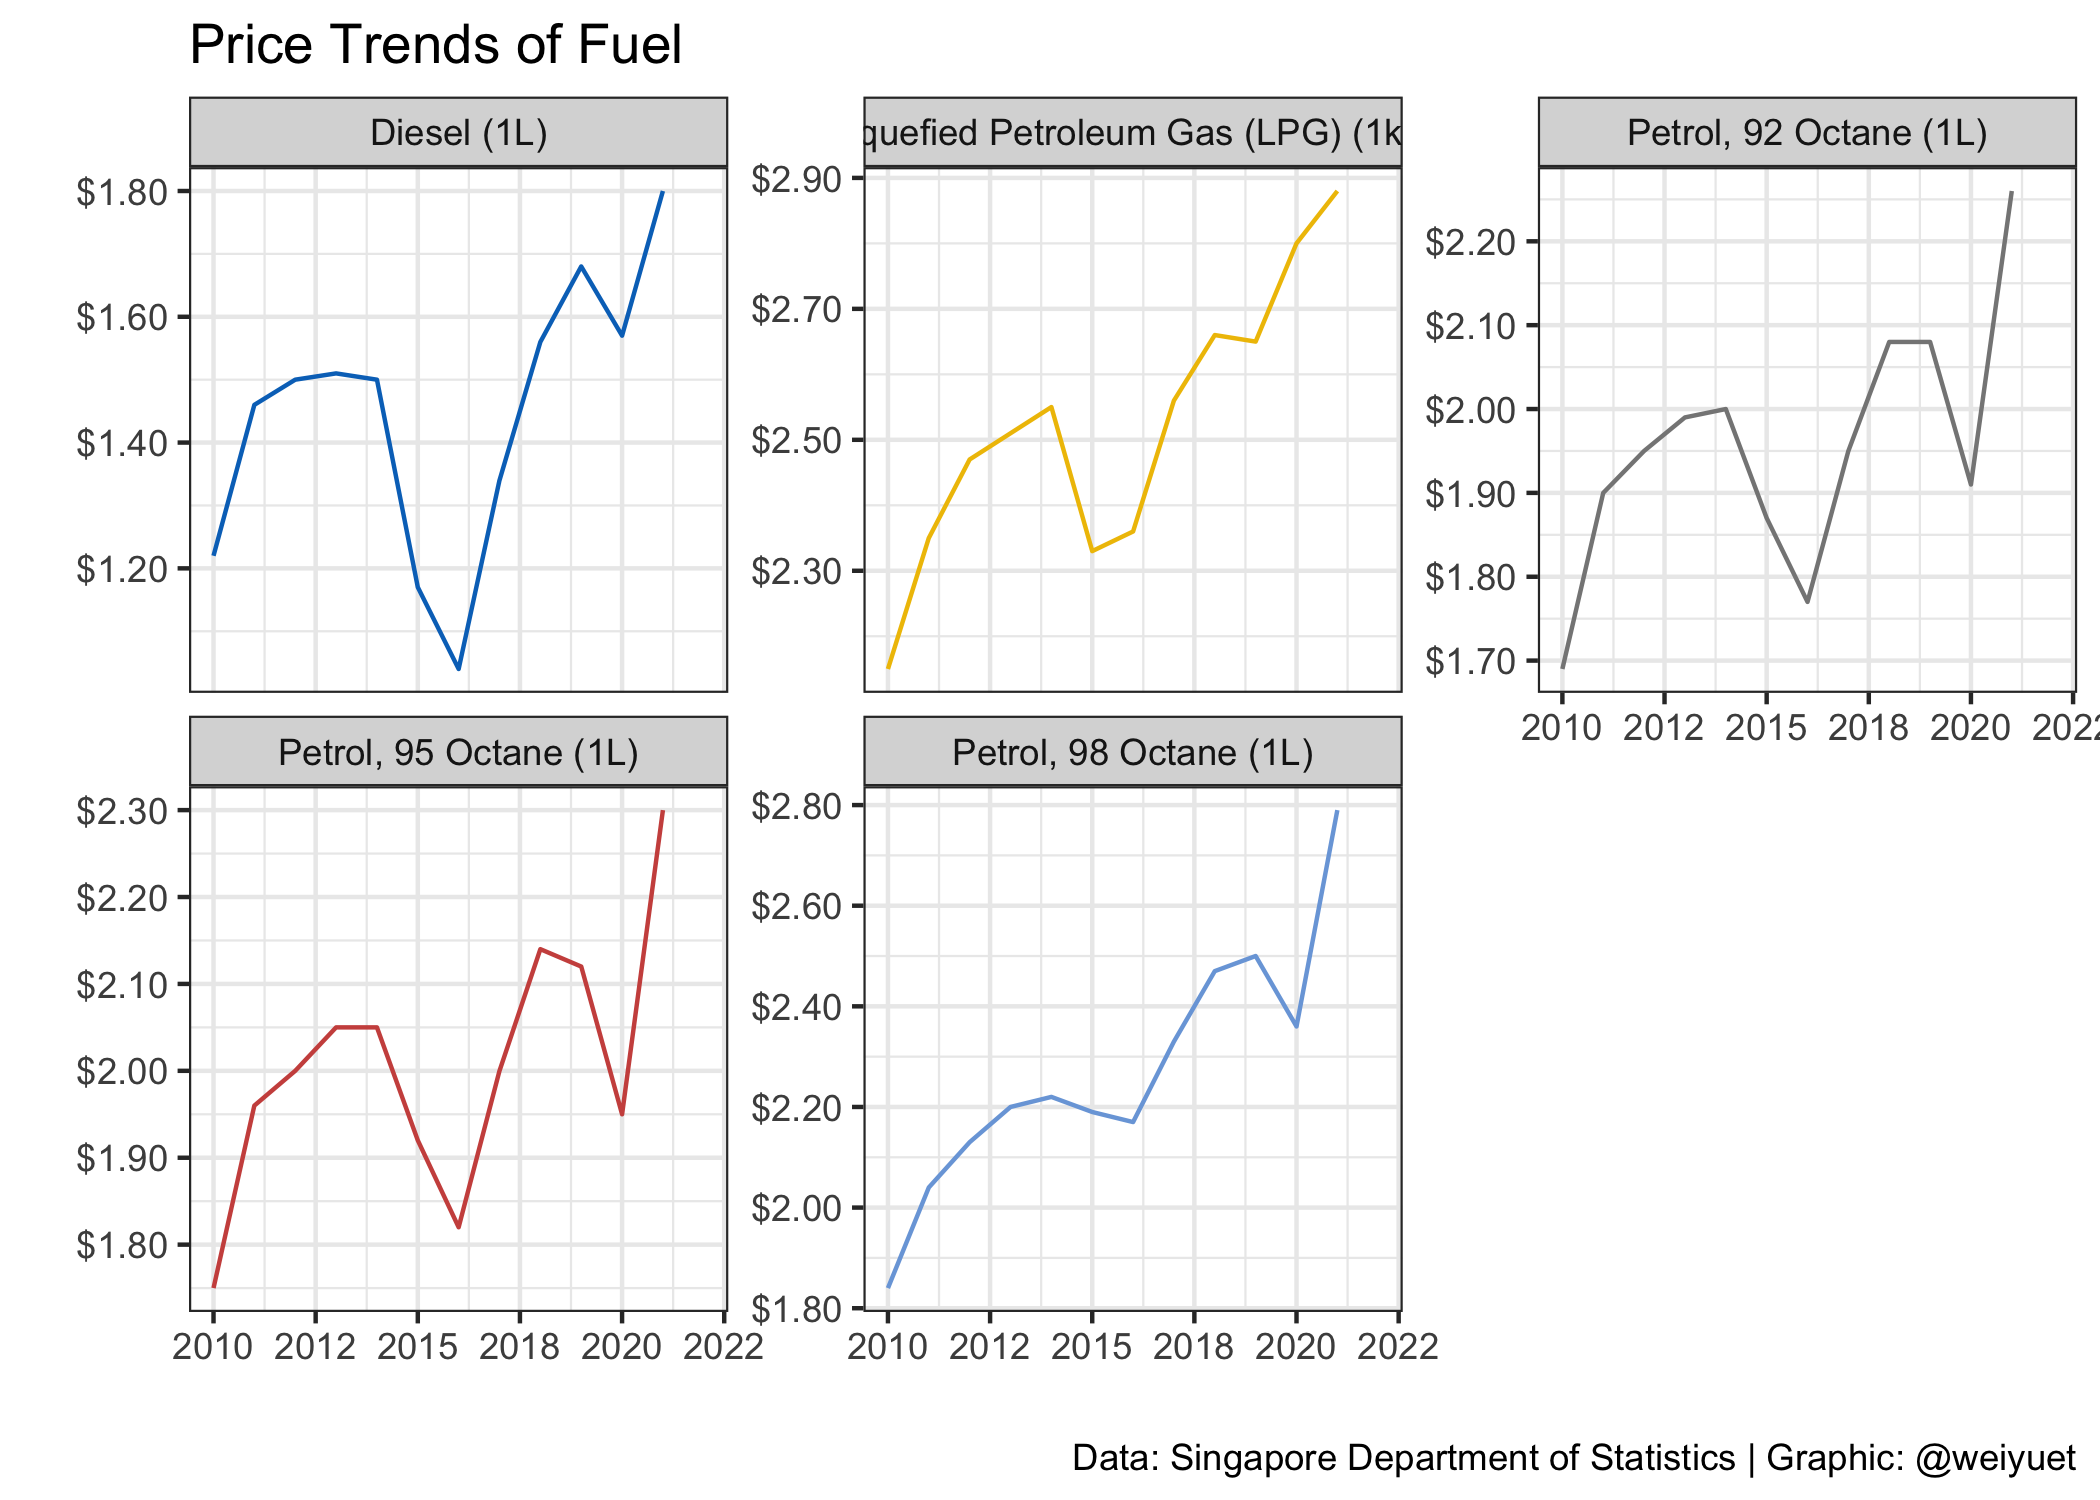 Price Trends of Fuel
Diesel (1L)
quefied Petroleum Gas (LPG) (1k
Petrol, 92 Octane (1L)
$1.80
$1.60
$1.40
$1.20
$2.90
$2.70
$2.50
$2.30
$2.20
$2.10
$2.00
$1.90
$1.80
$1.70
2010 2012 2015 2018 2020 2022
Petrol, 95 Octane (1L)
Petrol, 98 Octane (1L)
$2.30
$2.20
$2.10
$2.00
$1.90
$1.80
$2.80
$2.60
$2.40
$2.20
$2.00
$1.80
2010 2012 2015 2018 2020 2022
2010 2012 2015 2018 2020 2022
Data: Singapore Department of Statistics | Graphic: @weiyuet